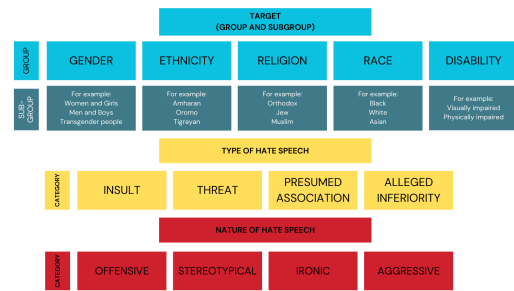 TARGET
(GROUP AND SUBGROUP)
GROUP
GENDER
ETHNICITY
RELIGION
RACE
DISABILITY
SUB-
GROUP
For example:
Women and Girls
Men and Boys
Transgender people
For example:
Amharan
Oromo
Tigrayan
For example:
Orthodox
Jew
Muslim
For example:
Black
White
Asian
For example:
Visually impaired
Physically impaired
TYPE OF HATE SPEECH
CATEGORY
INSULT
THREAT
PRESUMED
ASSOCIATION
ALLEGED
INFERIORITY
NATURE OF HATE SPEECH
CATEGORY
OFFENSIVE
STEREOTYPICAL
IRONIC
AGGRESSIVE